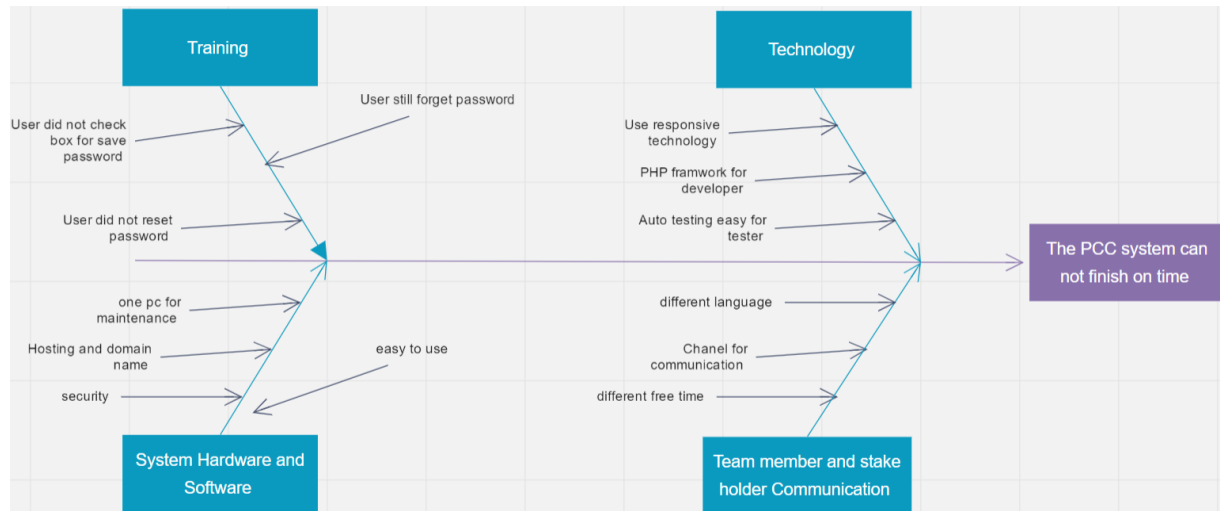 Training
Technology
User still forget password
User did not check
box for save
password
Use responsive
technology
PHP framwork for
developer
User did not reset
password
Auto testing easy for
tester
The PCC system can
not finish on time
one pc for
maintenance
different language
Hosting and domain
name
easy to use
Chanel for
communication
security
different free time
System Hardware and
Software
Team member and stake
holder Communication